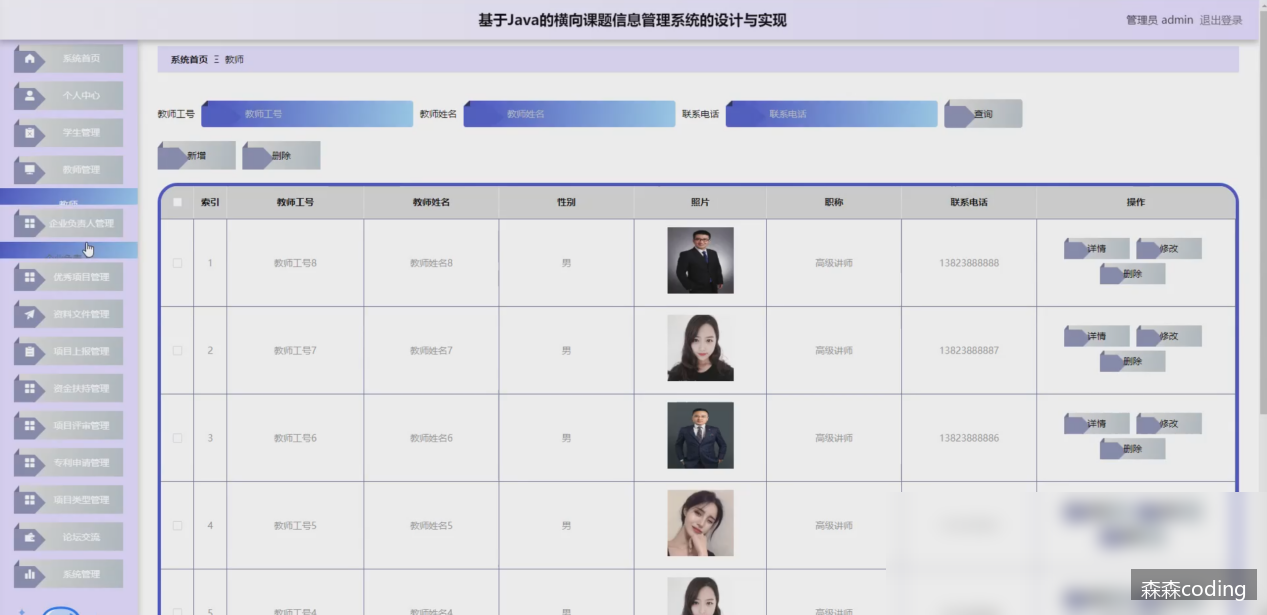 基于Java的横向课题信息管理系统的设计与实现
管理员 admin 退出登录
系统首页
个人中心
学生管理
教师管理
教师
企业负责人管理
优秀项目管理
资料文件管理
项目上报管理
资金扶持管理
项目评审管理
专利申请管理
项目类型管理
论坛交流
系统管理
系统首页 Ξ 教师
教师工号 教师工号 教师姓名 教师姓名 联系电话 联系电话 查询
新增 删除
索引 教师工号 教师姓名 性别 照片 职称 联系电话 操作
1 教师工号8 教师姓名8 男 高级讲师 13823888888 详情 修改
删除
2 教师工号7 教师姓名7 男 高级讲师 13823888887 详情 修改
删除
3 教师工号6 教师姓名6 男 高级讲师 13823888886 详情 修改
删除
4 教师工号5 教师姓名5 男 高级讲师
5 教师工号4 教师姓名4 男 高级讲师
森森coding